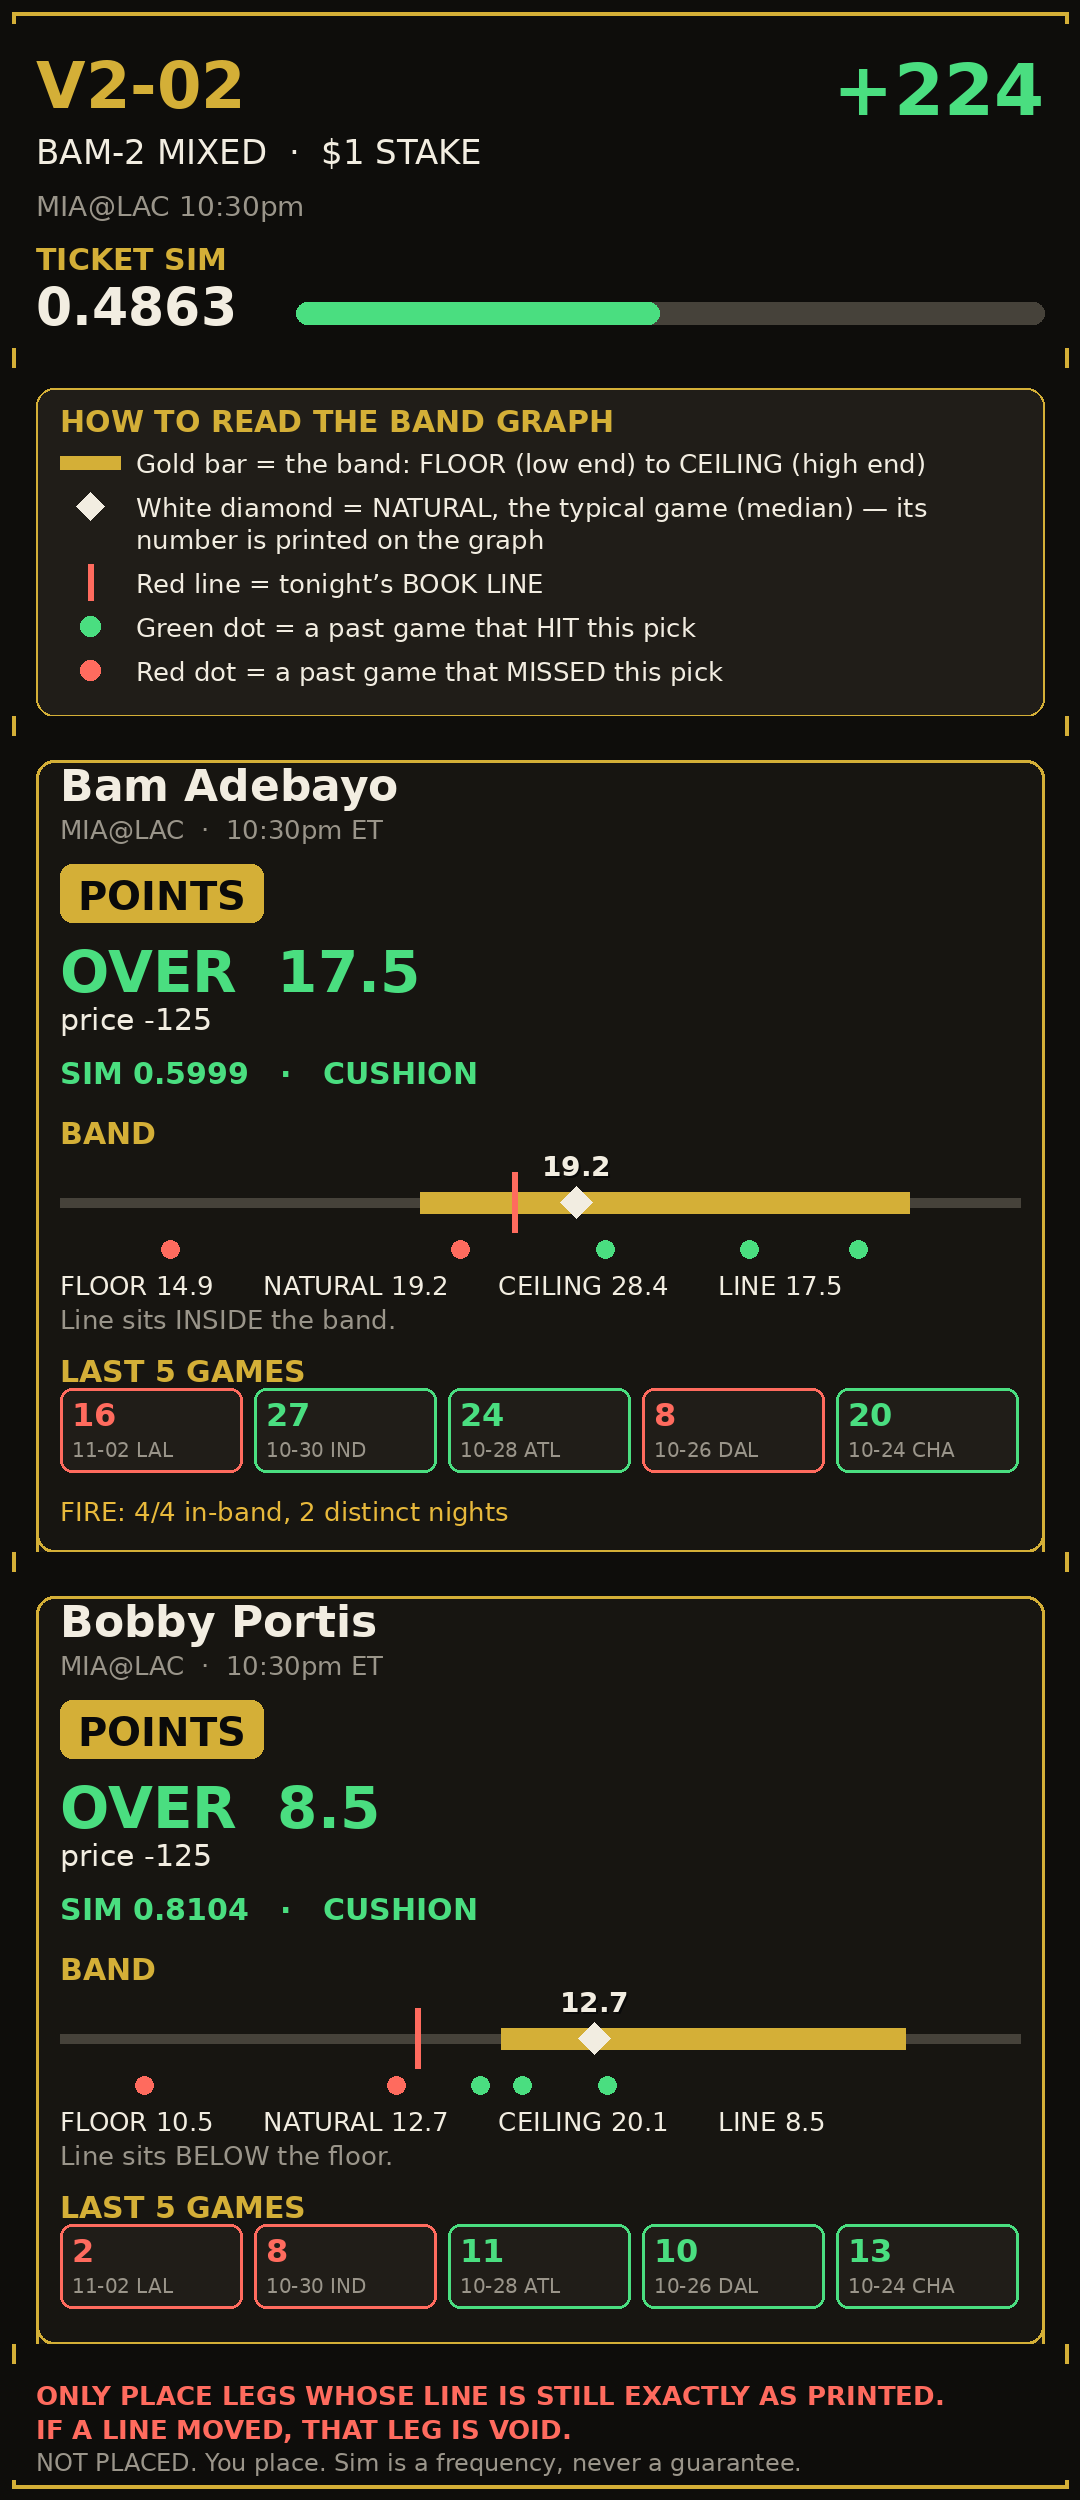 V2-02
+224
BAM-2 MIXED · $1 STAKE
MIA@LAC 10:30pm
TICKET SIM
0.4863
HOW TO READ THE BAND GRAPH
Gold bar = the band: FLOOR (low end) to CEILING (high end)
White diamond = NATURAL, the typical game (median) — its
number is printed on the graph
Red line = tonight’s BOOK LINE
Green dot = a past game that HIT this pick
Red dot = a past game that MISSED this pick
Bam Adebayo
MIA@LAC · 10:30pm ET
POINTS
OVER 17.5
price -125
SIM 0.5999 · CUSHION
BAND
19.2
FLOOR 14.9 NATURAL 19.2 CEILING 28.4 LINE 17.5
Line sits INSIDE the band.
LAST 5 GAMES
16 27 24 8 20
11-02 LAL 10-30 IND 10-28 ATL 10-26 DAL 10-24 CHA
FIRE: 4/4 in-band, 2 distinct nights
Bobby Portis
MIA@LAC · 10:30pm ET
POINTS
OVER 8.5
price -125
SIM 0.8104 · CUSHION
BAND
12.7
FLOOR 10.5 NATURAL 12.7 CEILING 20.1 LINE 8.5
Line sits BELOW the floor.
LAST 5 GAMES
2 8 11 10 13
11-02 LAL 10-30 IND 10-28 ATL 10-26 DAL 10-24 CHA
ONLY PLACE LEGS WHOSE LINE IS STILL EXACTLY AS PRINTED.
IF A LINE MOVED, THAT LEG IS VOID.
NOT PLACED. You place. Sim is a frequency, never a guarantee.